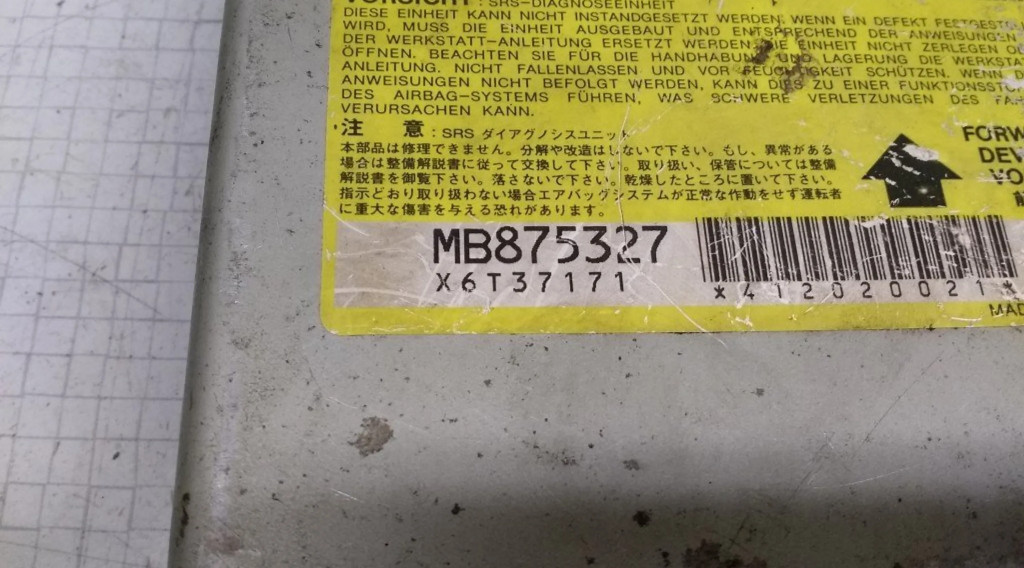 VORSICHT : SRS-DIAGNOSEEINHEIT
DIESE EINHEIT KANN NICHT INSTANDGESETZT WERDEN. WENN EIN DEFEKT
WIRD, MUSS DIE EINHEIT AUSGEBAUT UND ENTSPRECHEND DER ANWEISUNGEN
DER WERKSTATT-ANLEITUNG ERSETZT WERDEN. DIE EINHEIT NICHT ZERLEGEN
ÖFFNEN. BEACHTEN SIE FÜR DIE HANDHABUNG UND LAGERUNG DIE
ANLEITUNG. NICHT FALLENLASSEN UND VOR FEUCHTIGKEIT SCHÜTZEN. WENN
ANWEISUNGEN NICHT BEFOLGT WERDEN, KANN DIES ZU EINER
DES AIRBAG-SYSTEMS FÜHREN, WAS SCHWERE VERLETZUNGEN DES
VERURSACHEN KANN.
注 意 : SRS ダイアグノシスユニット
本部品は修理できません。分解や改造はしないで下さい。もし、異常がある
場合は整備解説書に従って交換して下さい。取り扱い、保管については整備
解説書を御覧下さい。落さないで下さい。乾燥したところに置いて下さい。
指示どおり取り扱わない場合エアバッグシステムが正常な作動をせず運転者
に重大な傷害を与える恐れがあります。
MB875327
X6T37171
*412020021*